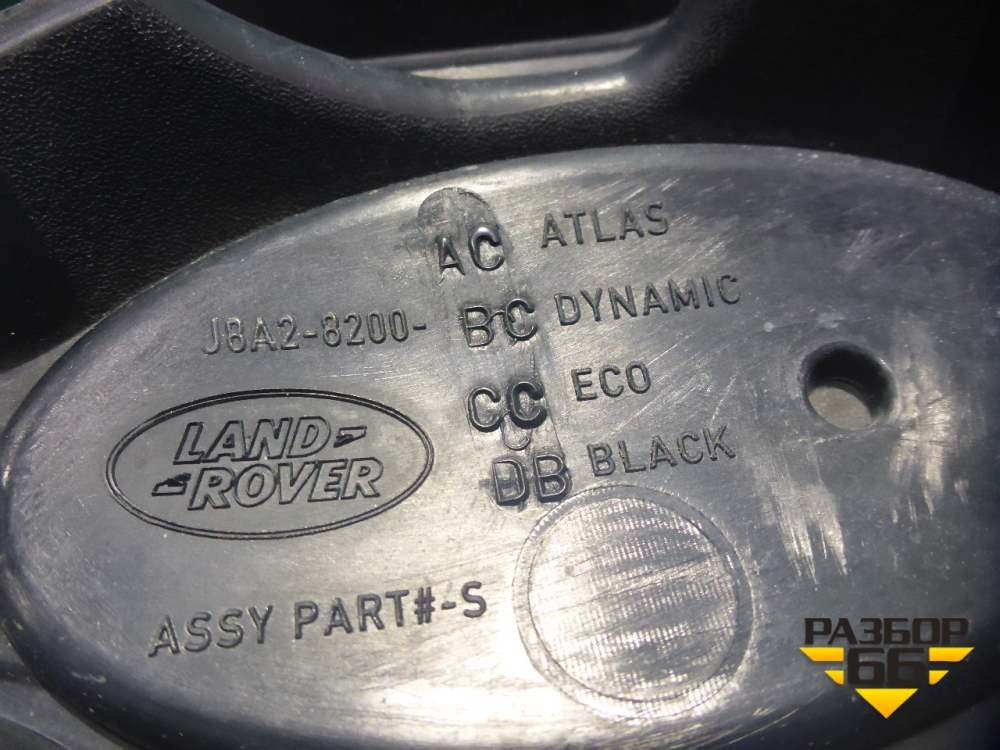 AC ATLAS
J8A2-8200- BC DYNAMIC
CC ECO
DB BLACK
LAND-
-ROVER
ASSY PART#-S
РАЗБОР
66